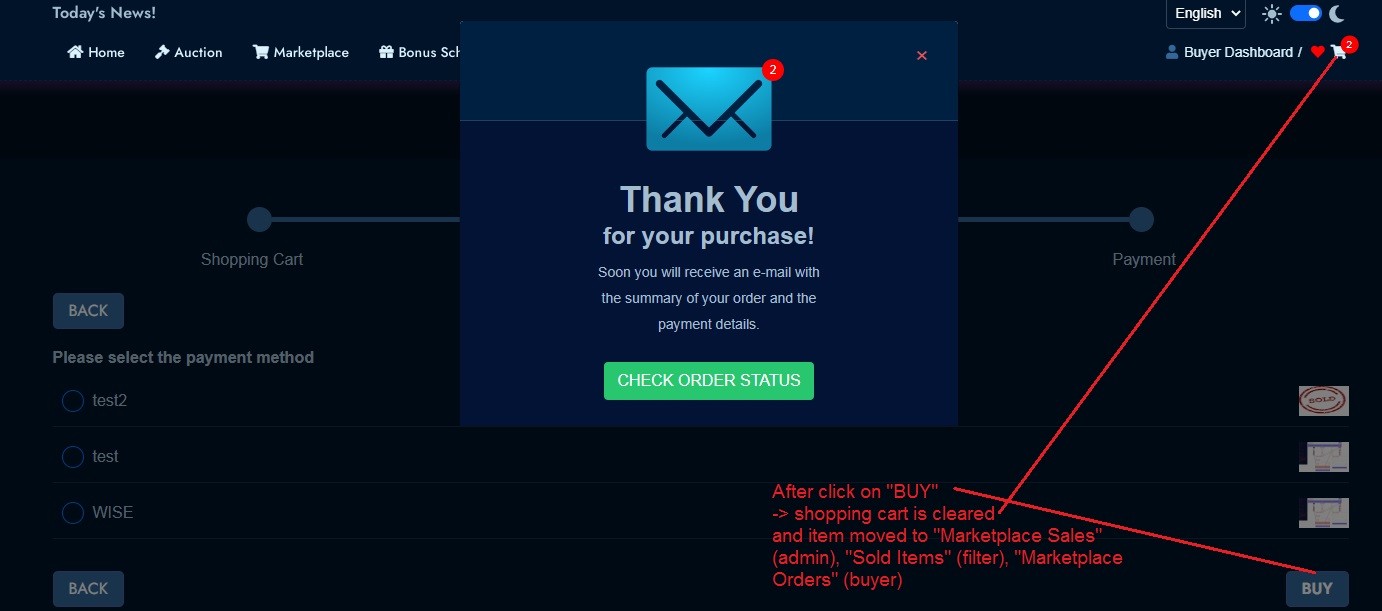 Today's News!
English
Home
Auction
Marketplace
Bonus Sch
Buyer Dashboard /
2
2
Thank You
for your purchase!
Soon you will receive an e-mail with
the summary of your order and the
payment details.
CHECK ORDER STATUS
Shopping Cart
Payment
BACK
Please select the payment method
test2
SOLD
test
WISE
After click on "BUY"
-> shopping cart is cleared
and item moved to "Marketplace Sales"
(admin), "Sold Items" (filter), "Marketplace
Orders" (buyer)
BACK
BUY